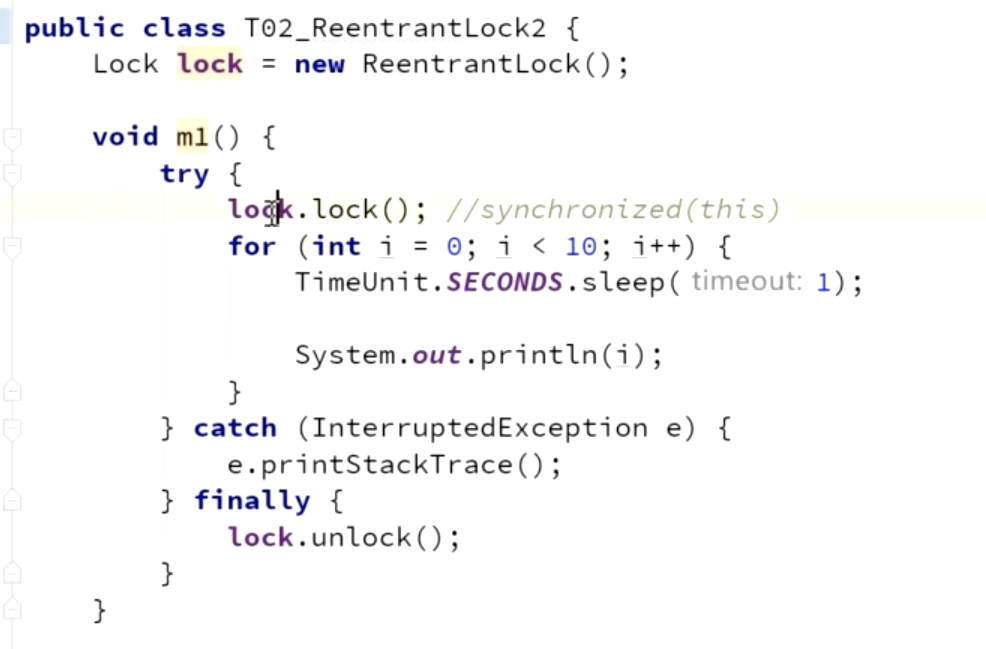 public class T02_ReentrantLock2 {
    Lock lock = new ReentrantLock();

    void m1() {
        try {
            lock.lock(); //synchronized(this)
            for (int i = 0; i < 10; i++) {
                TimeUnit.SECONDS.sleep( timeout: 1);

                System.out.println(i);
            }
        } catch (InterruptedException e) {
            e.printStackTrace();
        } finally {
            lock.unlock();
        }
    }